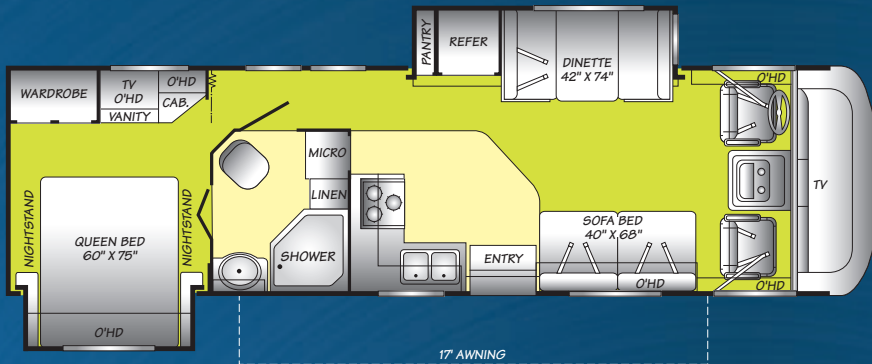 WARDROBE
TV
O'HD
VANITY
O'HD
CAB.
PANTRY
REFER
DINETTE
42" X 74"
O'HD
TV
MICRO
LINEN
SHOWER
NIGHTSTAND
QUEEN BED
60" X 75"
NIGHTSTAND
O'HD
ENTRY
SOFA BED
40" X 68"
O'HD
O'HD
17' AWNING